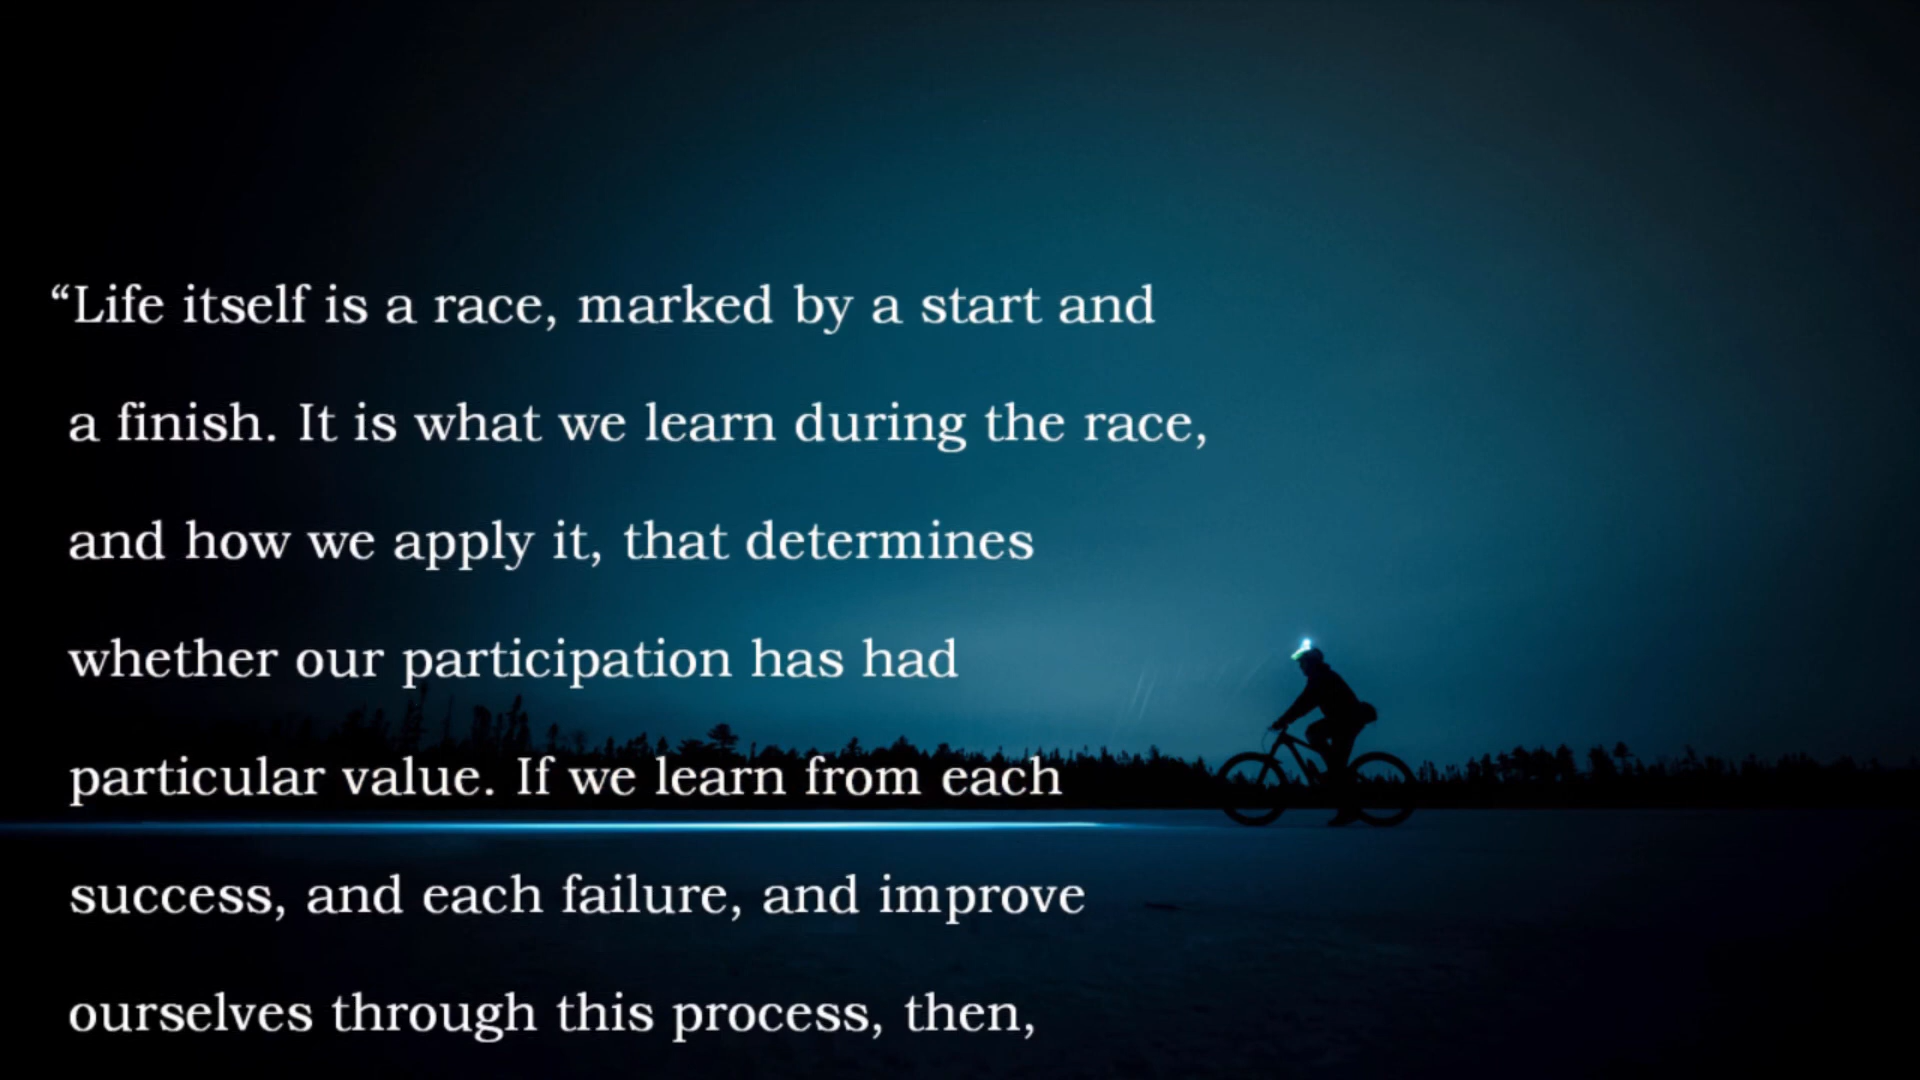 “Life itself is a race, marked by a start and
a finish. It is what we learn during the race,
and how we apply it, that determines
whether our participation has had
particular value. If we learn from each
success, and each failure, and improve
ourselves through this process, then,